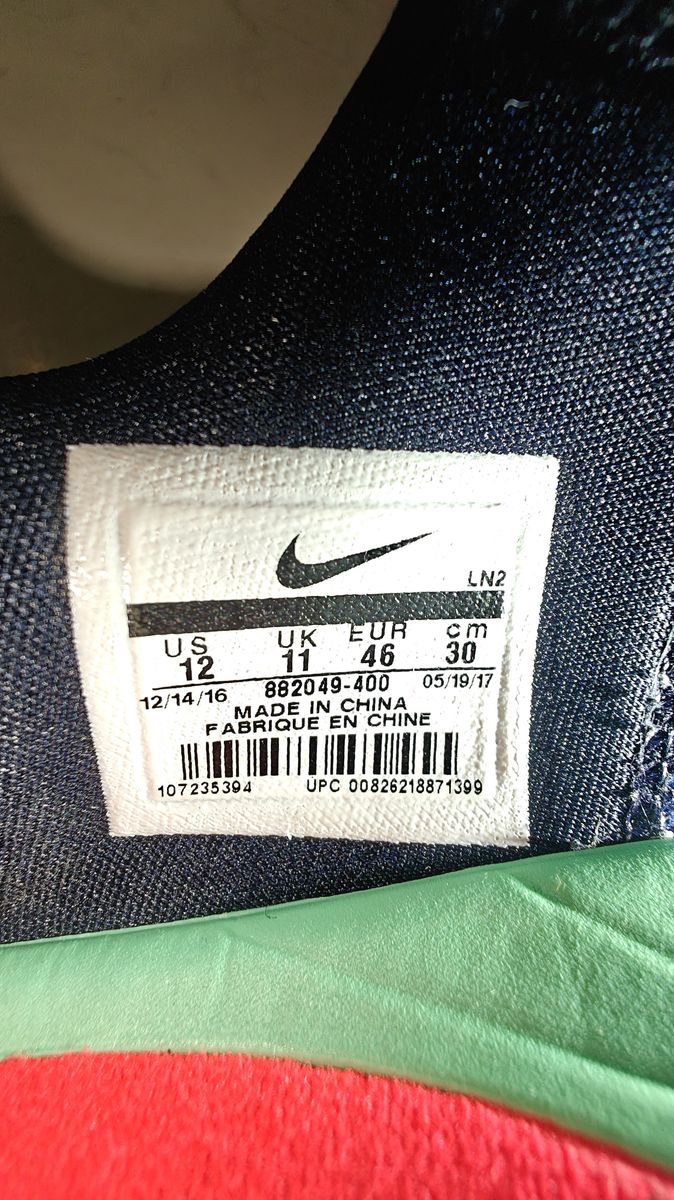 LN2
US UK EUR cm
12 11 46 30
12/14/16 882049-400 05/19/17
MADE IN CHINA
FABRIQUE EN CHINE
107235394 UPC 00826218871399